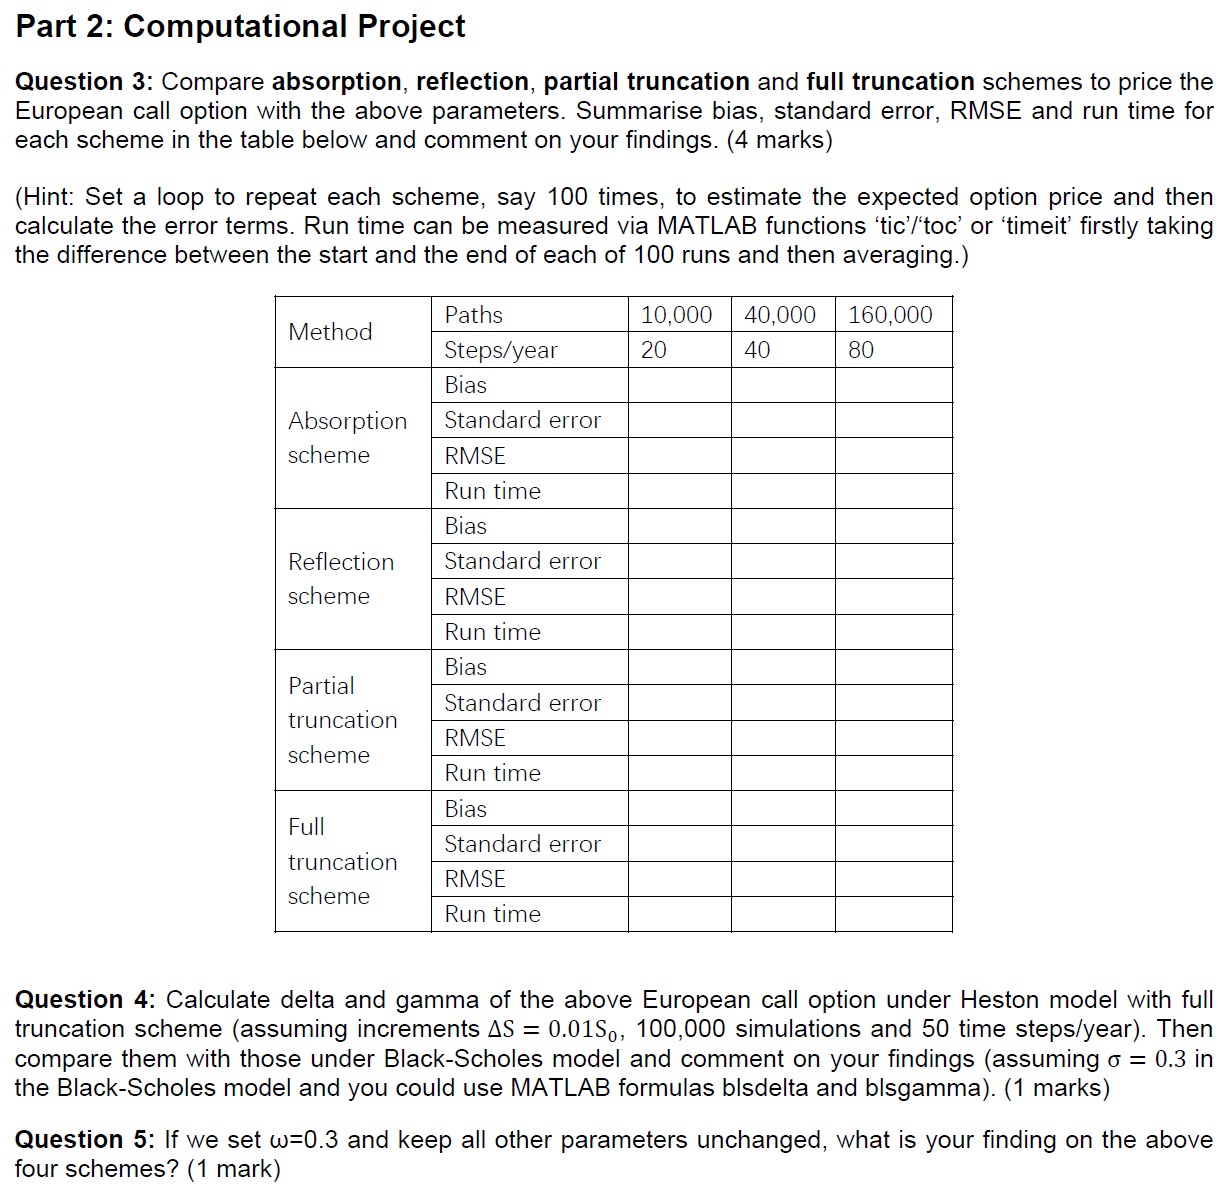 Part 2: Computational Project
Question 3: Compare absorption, reflection, partial truncation and full truncation schemes to price the
European call option with the above parameters. Summarise bias, standard error, RMSE and run time for
each scheme in the table below and comment on your findings. (4 marks)
(Hint: Set a loop to repeat each scheme, say 100 times, to estimate the expected option price and then
calculate the error terms. Run time can be measured via MATLAB functions ‘tic’/‘toc’ or ‘timeit’ firstly taking
the difference between the start and the end of each of 100 runs and then averaging.)
Method
Paths 10,000 40,000 160,000
Steps/year 20 40 80
Absorption
scheme
Bias
Standard error
RMSE
Run time
Reflection
scheme
Bias
Standard error
RMSE
Run time
Partial
truncation
scheme
Bias
Standard error
RMSE
Run time
Full
truncation
scheme
Bias
Standard error
RMSE
Run time
Question 4: Calculate delta and gamma of the above European call option under Heston model with full
truncation scheme (assuming increments ΔS = 0.01S₀, 100,000 simulations and 50 time steps/year). Then
compare them with those under Black-Scholes model and comment on your findings (assuming σ = 0.3 in
the Black-Scholes model and you could use MATLAB formulas blsdelta and blsgamma). (1 marks)
Question 5: If we set ω=0.3 and keep all other parameters unchanged, what is your finding on the above
four schemes? (1 mark)